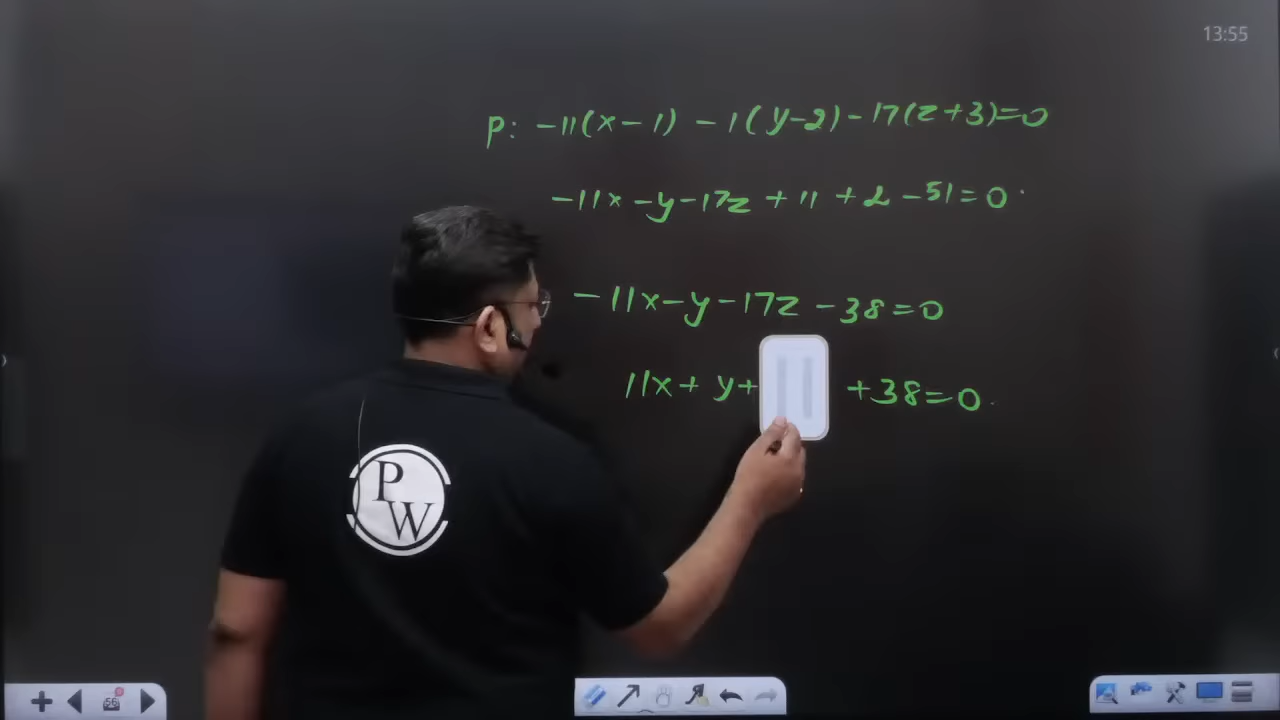 13:55
P: -11(x-1) -1(y-2) -17(z+3)=0
-11x -y -17z +11 +2 -51=0
-11x-y-17z-38=0
11x+ y+ +38=0
P
W